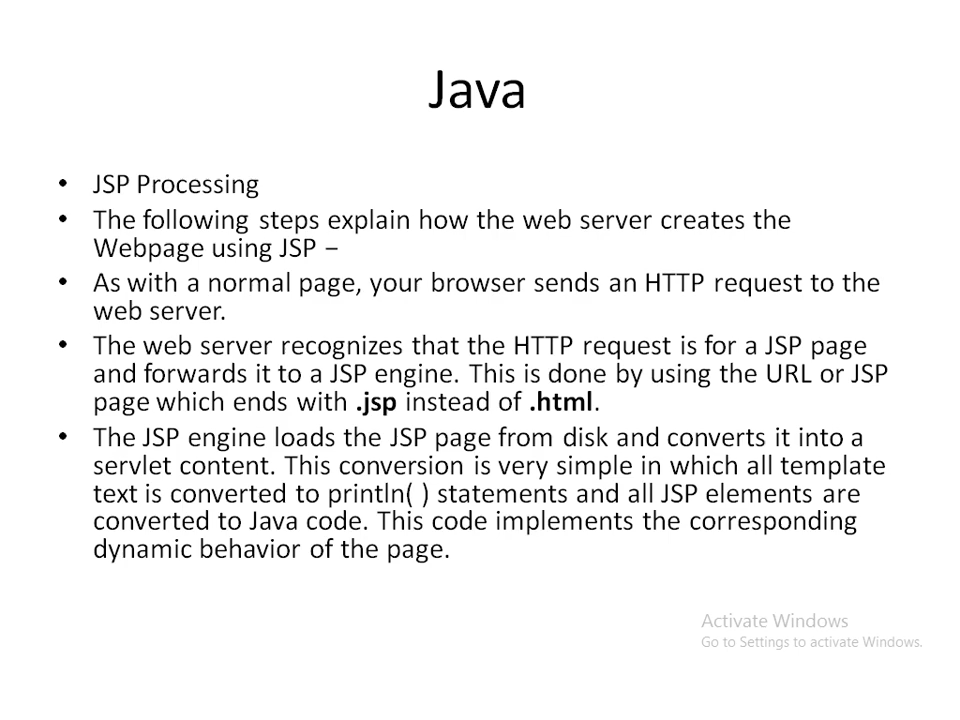 Java
• JSP Processing
• The following steps explain how the web server creates the
Webpage using JSP −
• As with a normal page, your browser sends an HTTP request to the
web server.
• The web server recognizes that the HTTP request is for a JSP page
and forwards it to a JSP engine. This is done by using the URL or JSP
page which ends with .jsp instead of .html.
• The JSP engine loads the JSP page from disk and converts it into a
servlet content. This conversion is very simple in which all template
text is converted to println( ) statements and all JSP elements are
converted to Java code. This code implements the corresponding
dynamic behavior of the page.
Activate Windows
Go to Settings to activate Windows.